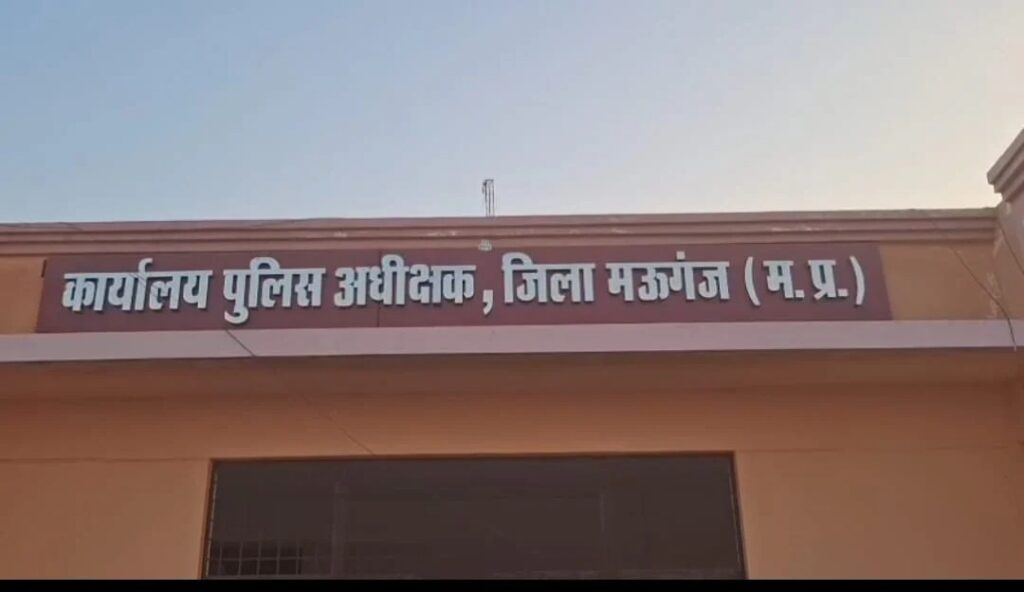 कार्यालय पुलिस अधीक्षक, जिला मऊगंज (म. प्र.)